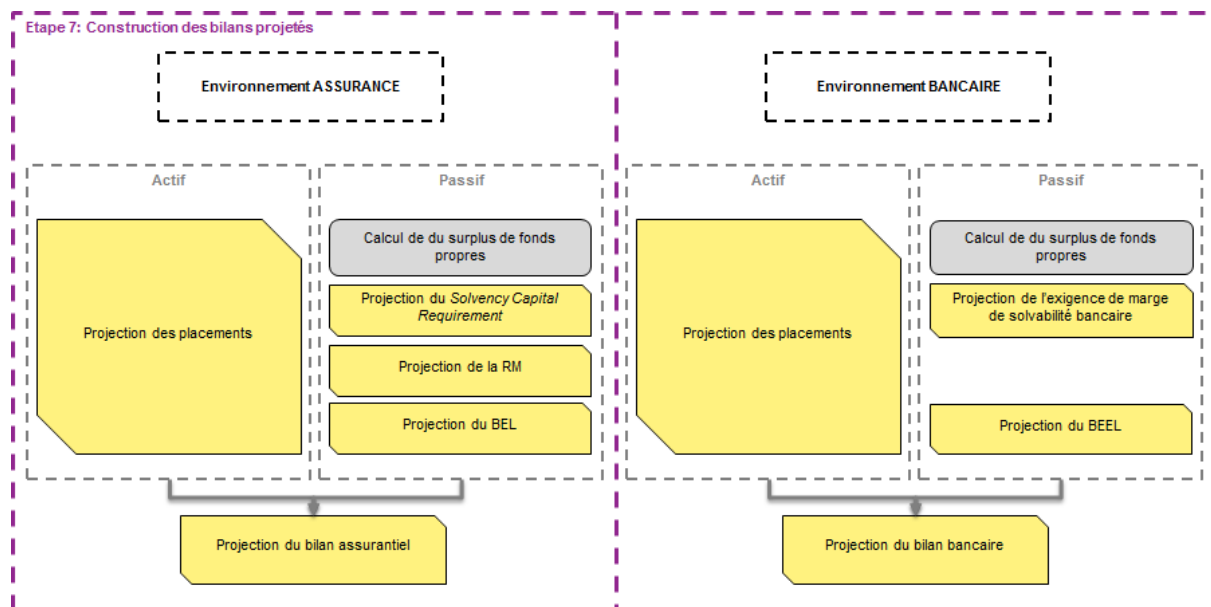 Etape 7: Construction des bilans projetés
Environnement ASSURANCE
Actif
Passif
Projection des placements
Calcul de du surplus de fonds
propres
Projection du Solvency Capital
Requirement
Projection de la RM
Projection du BEL
Projection du bilan assurantiel
Environnement BANCAIRE
Actif
Passif
Projection des placements
Calcul de du surplus de fonds
propres
Projection de l'exigence de marge
de solvabilité bancaire
Projection du BEEL
Projection du bilan bancaire